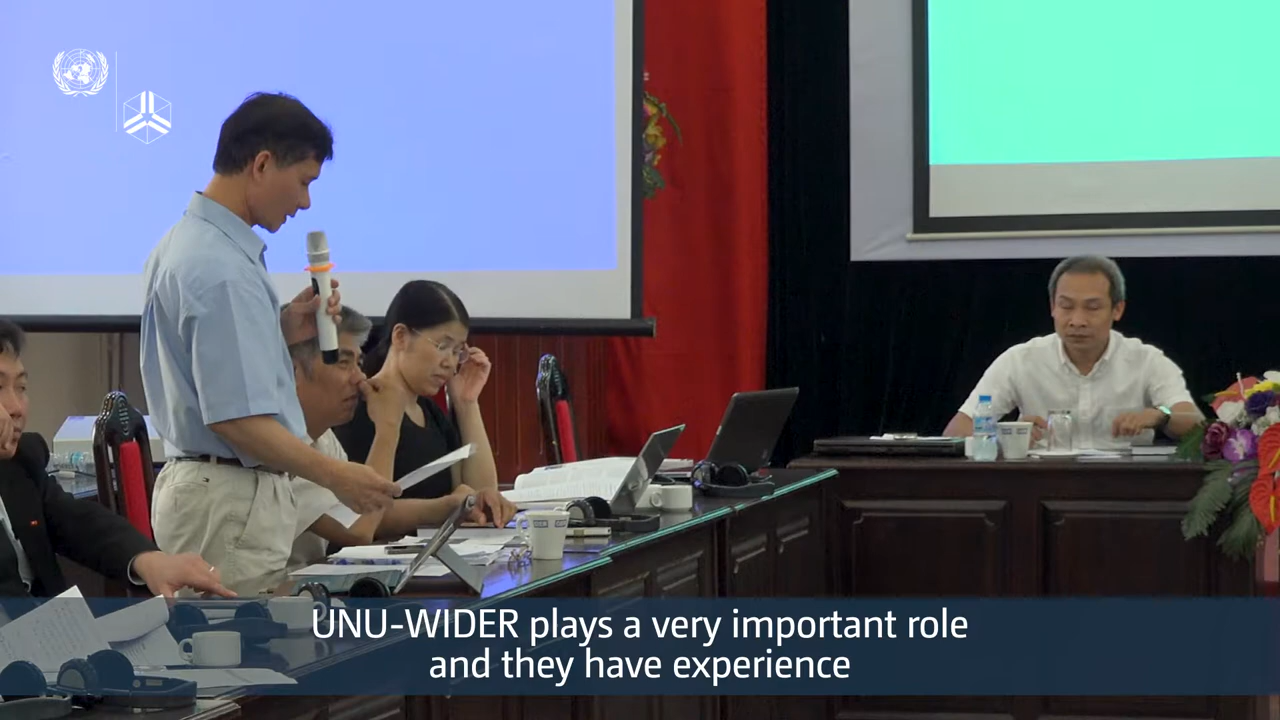 UNU-WIDER plays a very important role
and they have experience